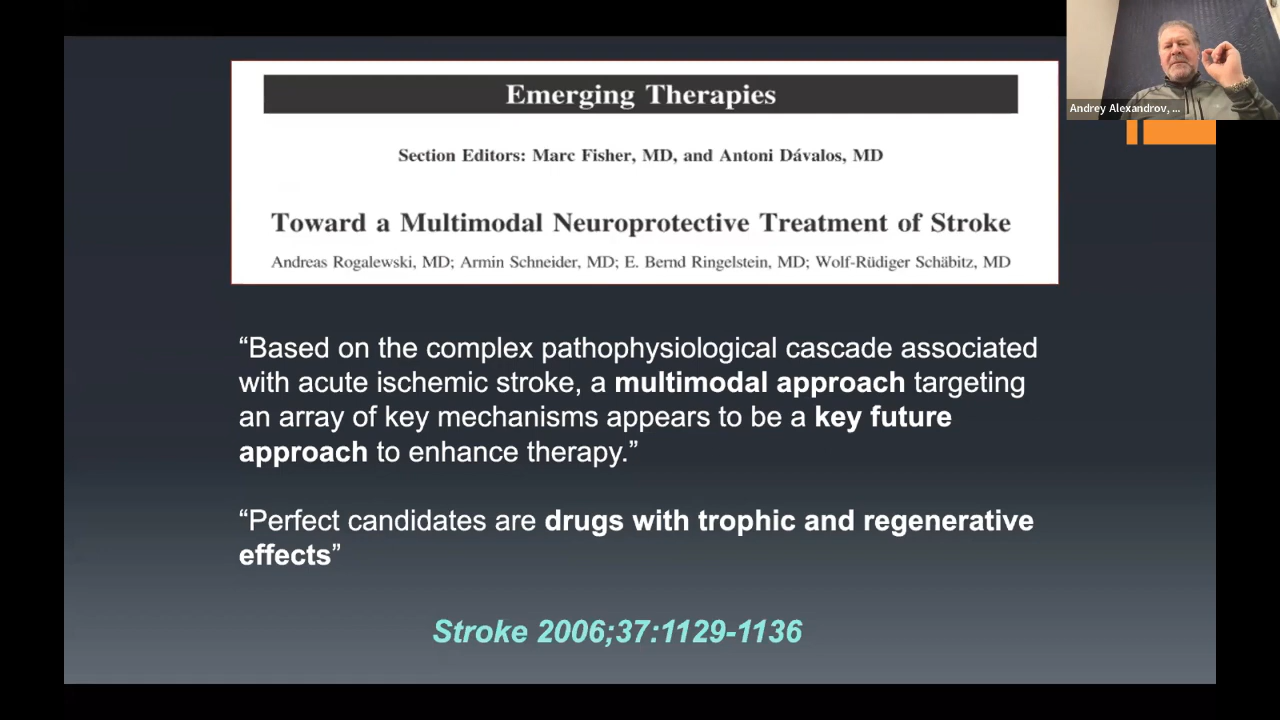 Emerging Therapies
Section Editors: Marc Fisher, MD, and Antoni Dávalos, MD
Toward a Multimodal Neuroprotective Treatment of Stroke
Andreas Rogalewski, MD; Armin Schneider, MD; E. Bernd Ringelstein, MD; Wolf-Rüdiger Schäbitz, MD
“Based on the complex pathophysiological cascade associated
with acute ischemic stroke, a multimodal approach targeting
an array of key mechanisms appears to be a key future
approach to enhance therapy.”
“Perfect candidates are drugs with trophic and regenerative
effects”
Stroke 2006;37:1129-1136
Andrey Alexandrov, ...